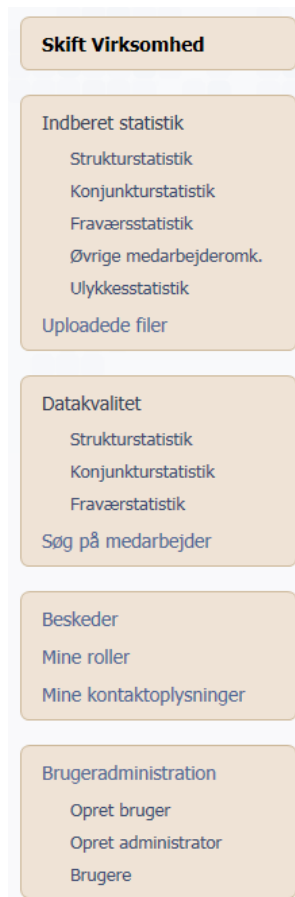 Skift Virksomhed
Indberet statistik
Strukturstatistik
Konjunkturstatistik
Fraværsstatistik
Øvrige medarbejderomk.
Ulykkesstatistik
Uploadede filer
Datakvalitet
Strukturstatistik
Konjunkturstatistik
Fraværstatistik
Søg på medarbejder
Beskeder
Mine roller
Mine kontaktoplysninger
Brugeradministration
Opret bruger
Opret administrator
Brugere